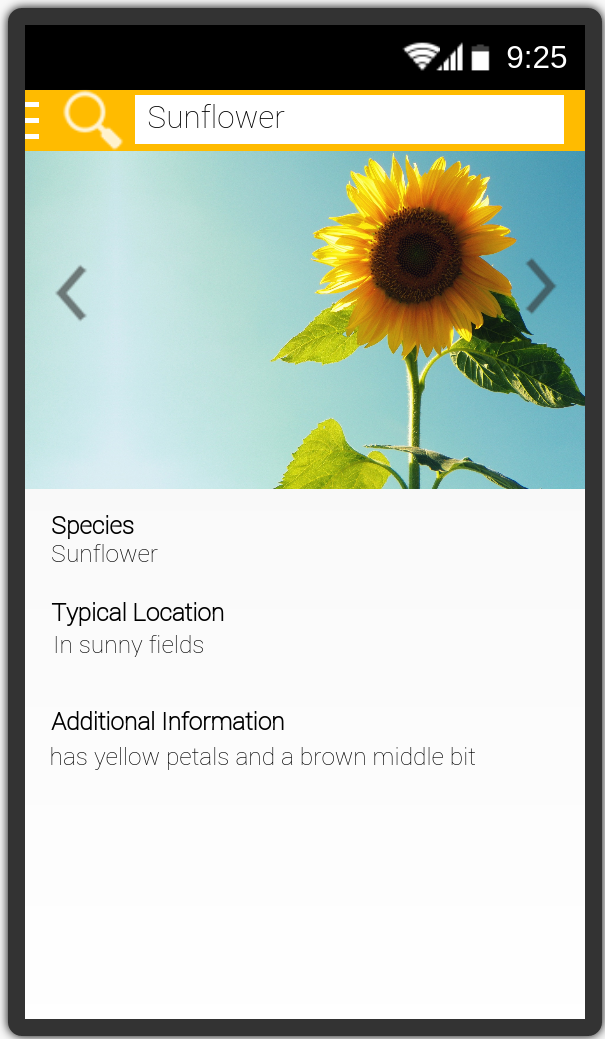 9:25
Sunflower
Species
Sunflower
Typical Location
In sunny fields
Additional Information
has yellow petals and a brown middle bit